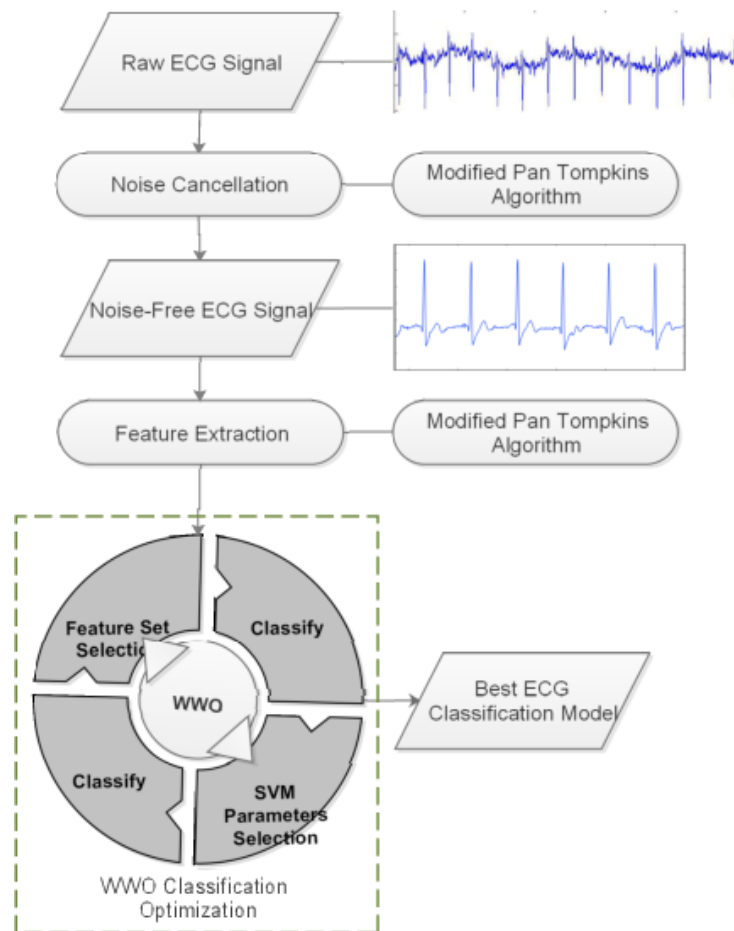 Raw ECG Signal
Noise Cancellation
Modified Pan Tompkins
Algorithm
Noise-Free ECG Signal
Feature Extraction
Modified Pan Tompkins
Algorithm
Feature Set
Selection
Classify
WWO
Classify
SVM
Parameters
Selection
WWO Classification
Optimization
Best ECG
Classification Model